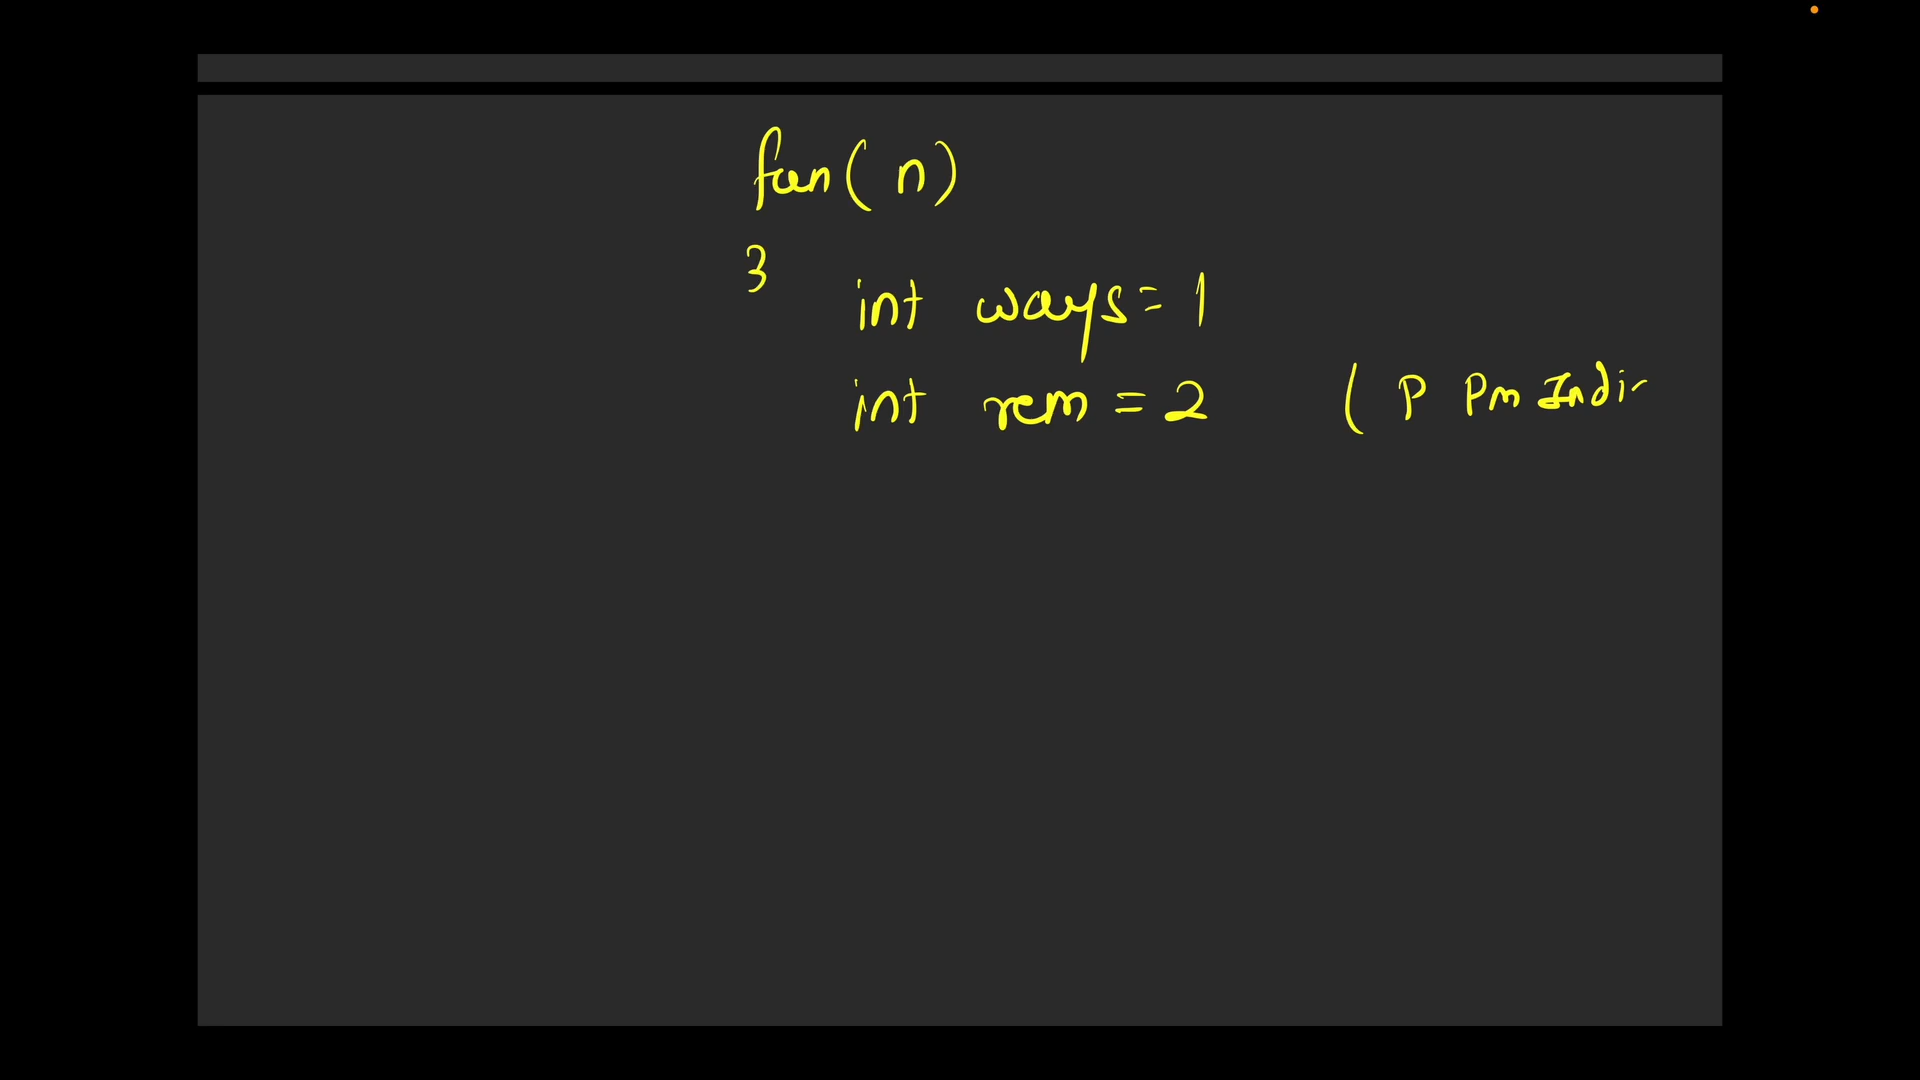 fun( n)
3
int ways = 1
int rem = 2 ( P Pm Indi